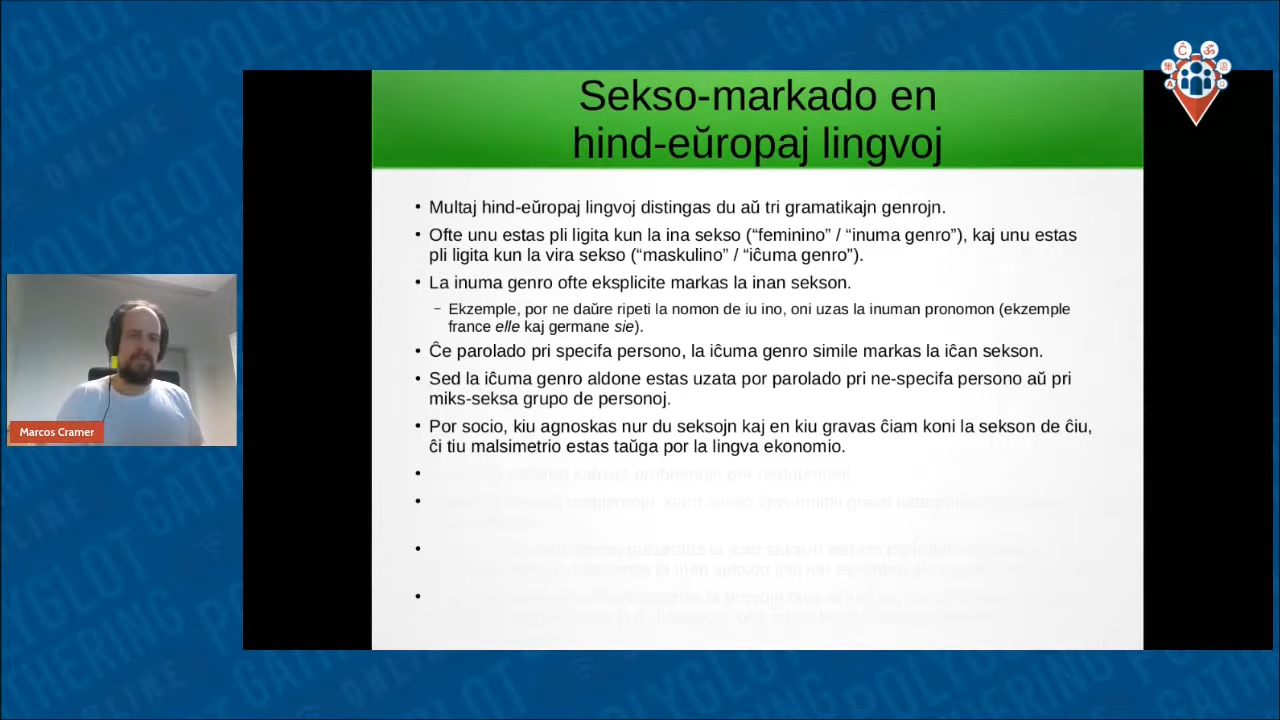 Sekso-markado en
hind-eŭropaj lingvoj
• Multaj hind-eŭropaj lingvoj distingas du aŭ tri gramatikajn genrojn.
• Ofte unu estas pli ligita kun la ina sekso (“feminino” / “inuma genro”), kaj unu estas
pli ligita kun la vira sekso (“maskulino” / “iĉuma genro”).
• La inuma genro ofte eksplicite markas la inan sekson.
– Ekzemple, por ne daŭre ripeti la nomon de iu ino, oni uzas la inuman pronomon (ekzemple
france elle kaj germane sie).
• Ĉe parolado pri specifa persono, la iĉuma genro simile markas la iĉan sekson.
• Sed la iĉuma genro aldone estas uzata por parolado pri ne-specifa persono aŭ pri
miks-seksa grupo de personoj.
• Por socio, kiu agnoskas nur du seksojn kaj en kiu gravas ĉiam koni la sekson de ĉiu,
ĉi tiu malsimetrio estas taŭga por la lingva ekonomio.
Marcos Cramer
POLYGLOT
GATHERING
ONLINE